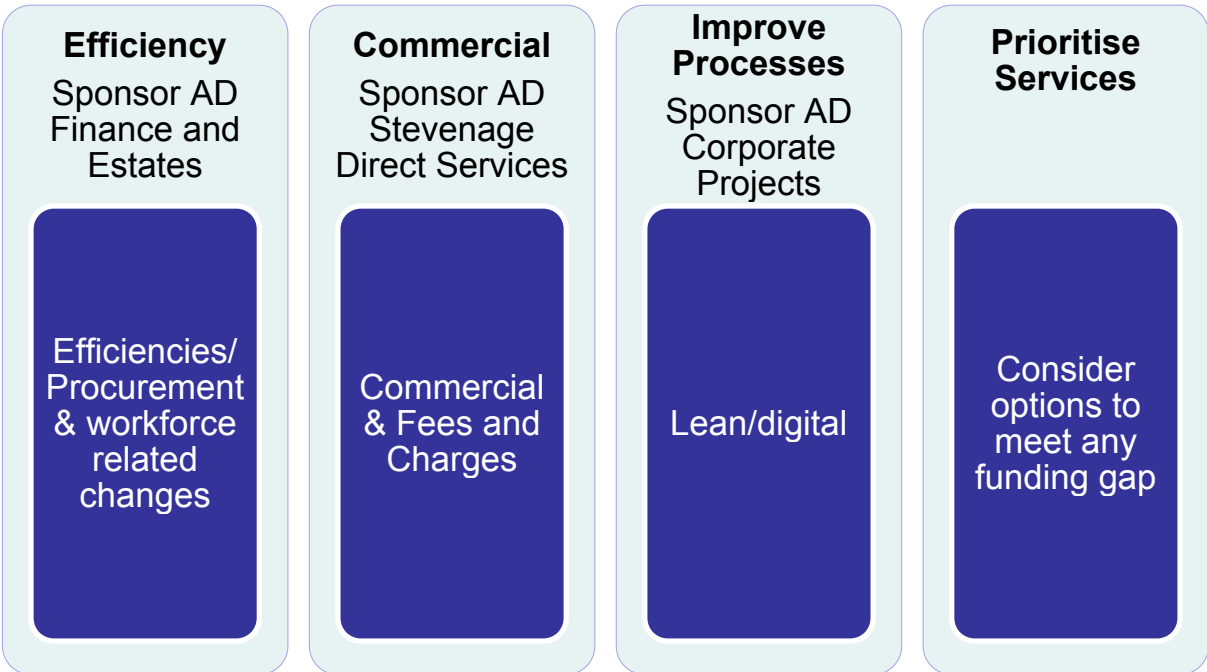 Efficiency
Sponsor AD
Finance and
Estates
Efficiencies/
Procurement
& workforce
related
changes
Commercial
Sponsor AD
Stevenage
Direct Services
Commercial
& Fees and
Charges
Improve
Processes
Sponsor AD
Corporate
Projects
Lean/digital
Prioritise
Services
Consider
options to
meet any
funding gap